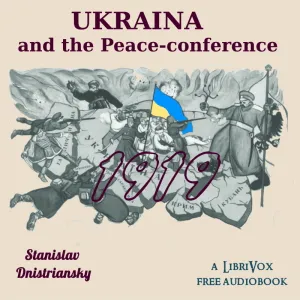 UKRAINA
and the Peace-conference
1919
Stanislav
Dnistriansky
A LIBRIVOX
FREE AUDIOBOOK